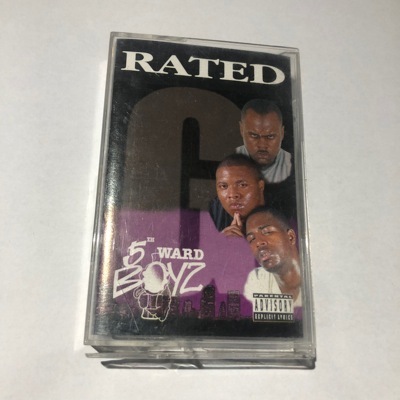 RATED
G
5TH WARD
BOYZ
PARENTAL
ADVISORY
EXPLICIT LYRICS